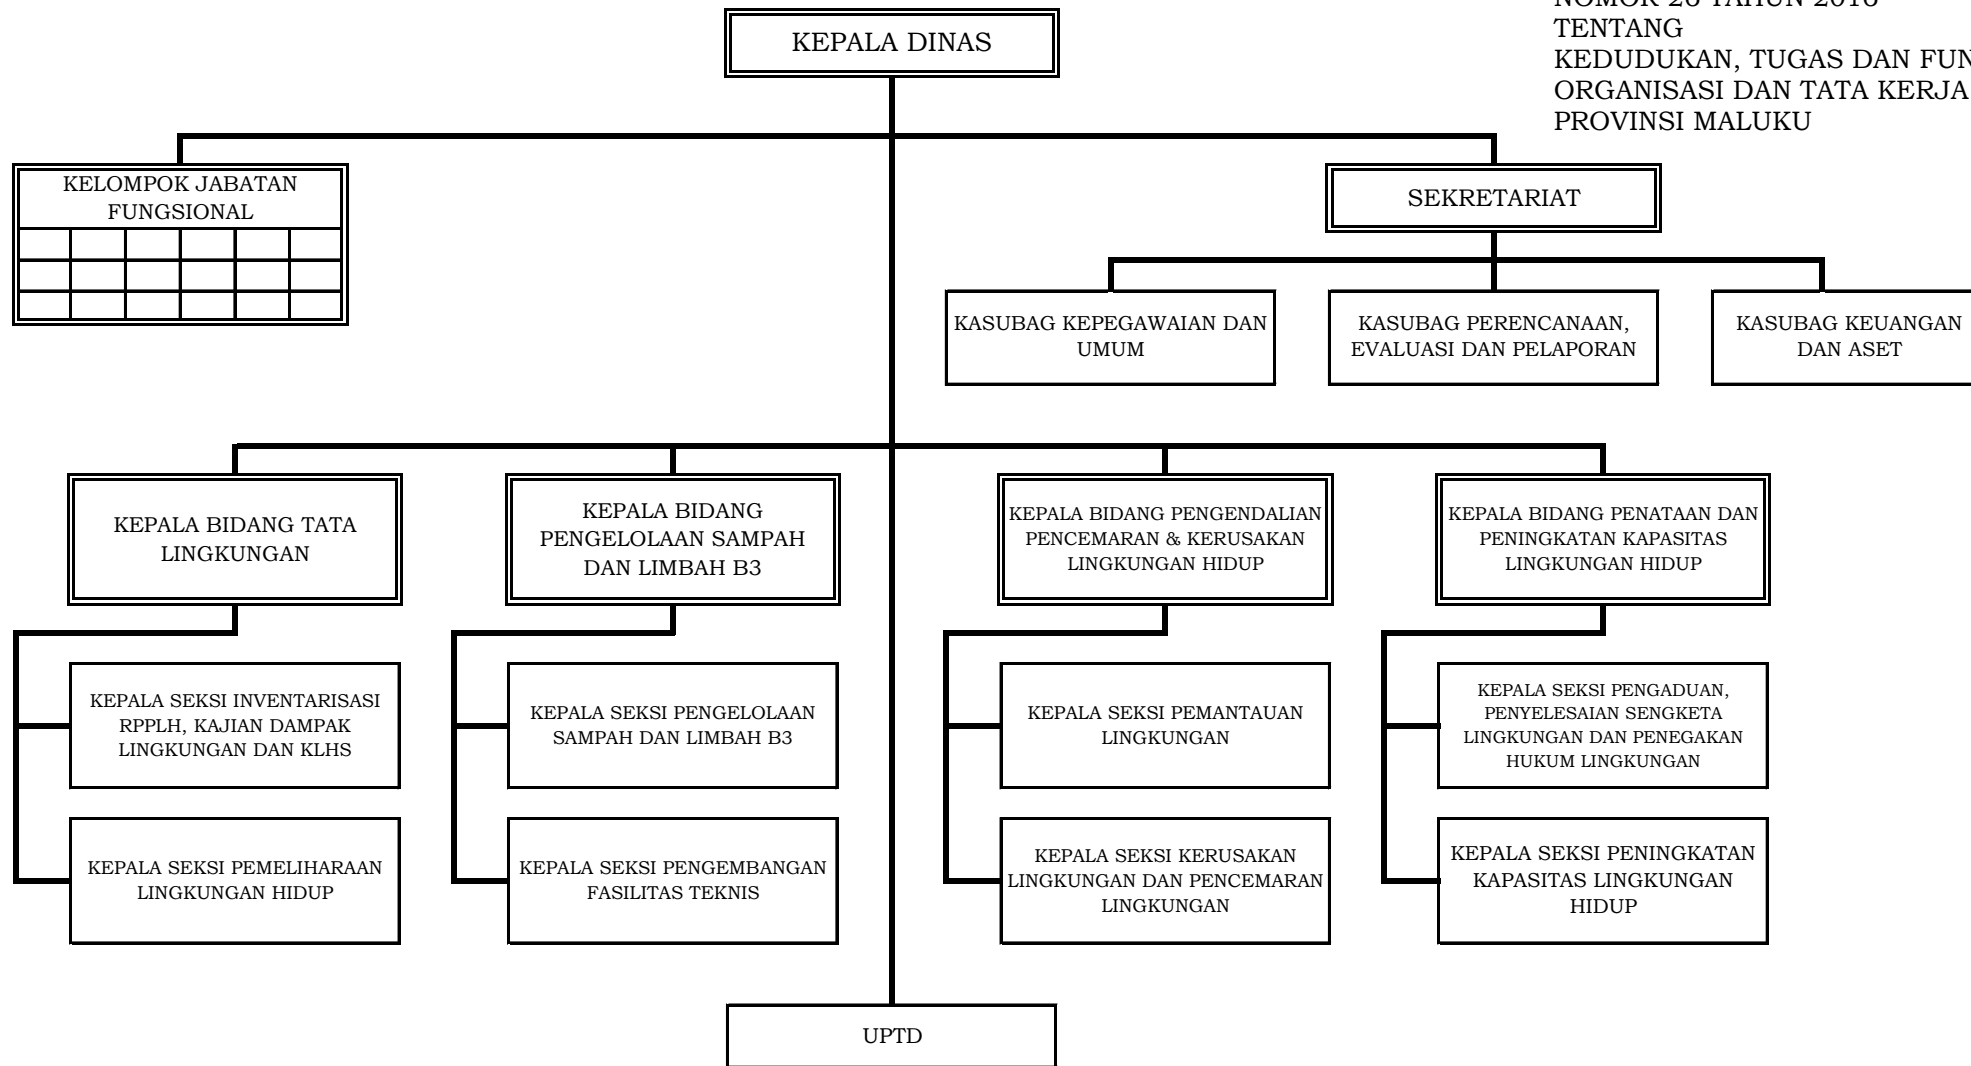 KEPALA DINAS
TENTANG
KEDUDUKAN, TUGAS DAN
ORGANISASI DAN TATA KERJA
PROVINSI MALUKU
KELOMPOK JABATAN
FUNGSIONAL
SEKRETARIAT
KASUBAG KEPEGAWAIAN DAN
UMUM
KASUBAG PERENCANAAN,
EVALUASI DAN PELAPORAN
KASUBAG KEUANGAN
DAN ASET
KEPALA BIDANG TATA
LINGKUNGAN
KEPALA BIDANG
PENGELOLAAN SAMPAH
DAN LIMBAH B3
KEPALA BIDANG PENGENDALIAN
PENCEMARAN & KERUSAKAN
LINGKUNGAN HIDUP
KEPALA BIDANG PENATAAN DAN
PENINGKATAN KAPASITAS
LINGKUNGAN HIDUP
KEPALA SEKSI INVENTARISASI
RPPLH, KAJIAN DAMPAK
LINGKUNGAN DAN KLHS
KEPALA SEKSI PENGELOLAAN
SAMPAH DAN LIMBAH B3
KEPALA SEKSI PEMANTAUAN
LINGKUNGAN
KEPALA SEKSI PENGADUAN,
PENYELESAIAN SENGKETA
LINGKUNGAN DAN PENEGAKAN
HUKUM LINGKUNGAN
KEPALA SEKSI PEMELIHARAAN
LINGKUNGAN HIDUP
KEPALA SEKSI PENGEMBANGAN
FASILITAS TEKNIS
KEPALA SEKSI KERUSAKAN
LINGKUNGAN DAN PENCEMARAN
LINGKUNGAN
KEPALA SEKSI PENINGKATAN
KAPASITAS LINGKUNGAN
HIDUP
UPTD